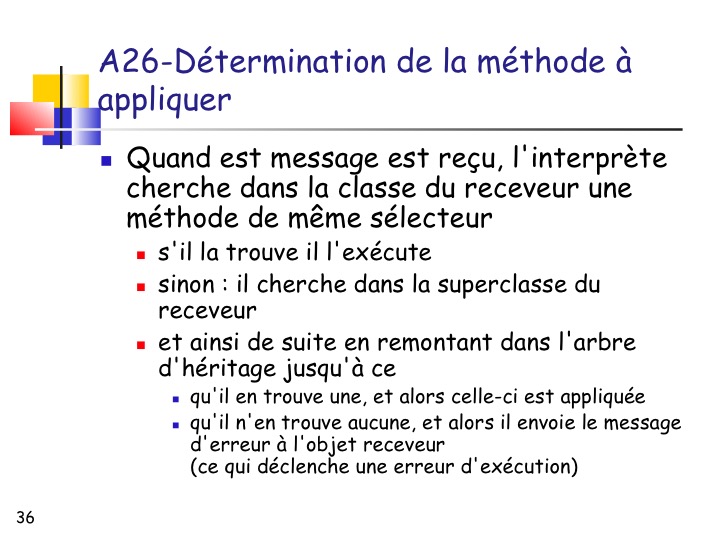 A26-Détermination de la méthode à
appliquer
Quand est message est reçu, l'interprète
cherche dans la classe du receveur une
méthode de même sélecteur
s'il la trouve il l'exécute
sinon : il cherche dans la superclasse du
receveur
et ainsi de suite en remontant dans l'arbre
d'héritage jusqu'à ce
qu'il en trouve une, et alors celle-ci est appliquée
qu'il n'en trouve aucune, et alors il envoie le message
d'erreur à l'objet receveur
(ce qui déclenche une erreur d'exécution)
36